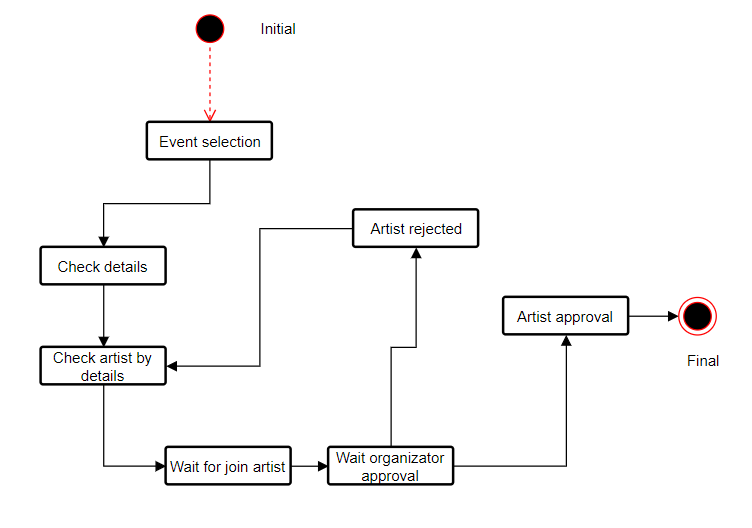 Initial
Event selection
Artist rejected
Check details
Artist approval
Check artist by
details
Final
Wait for join artist
Wait organizator
approval